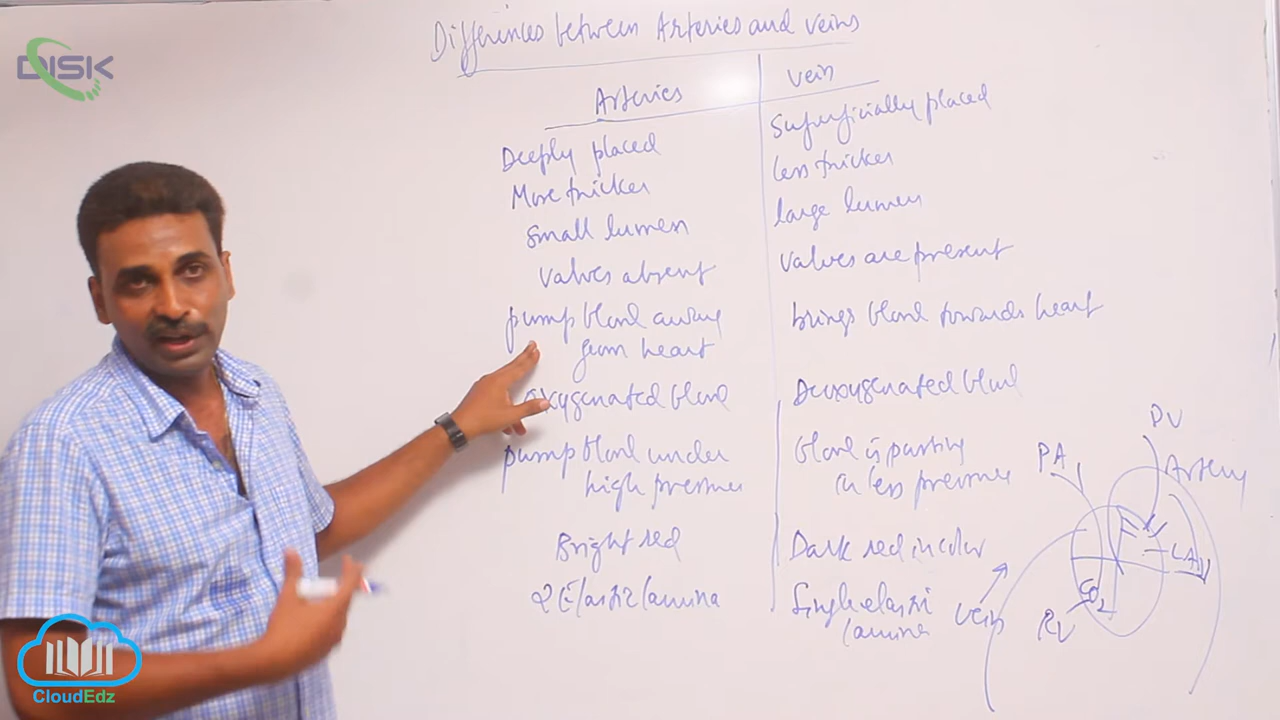 DISK
Differences between Arteries and veins
Arteries
vein
Deeply placed
Superficially placed
More thicker
less thicker
Small lumen
large lumen
Valves absent
Valves are present
pump blood away
from heart
brings blood towards heart
oxygenated blood
Deoxygenated blood
pump blood under
high pressure
blood is passing
in less pressure
Bright red
Dark red in color
2 Elastic lamina
Single elastic
lamina
PV
PA
Artery
LA
RV
vein
CloudEdz